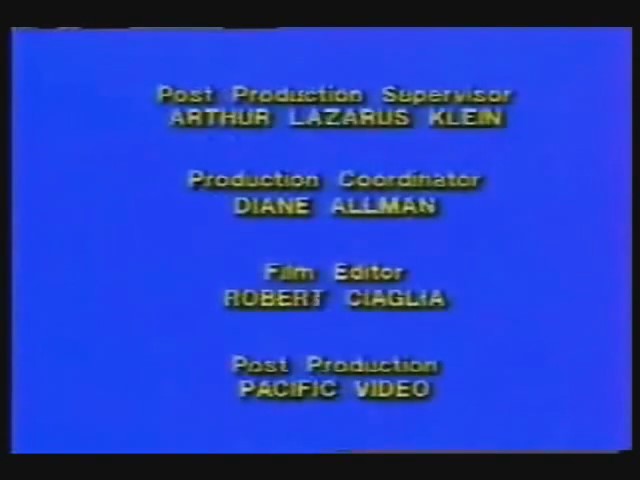 Post Production Supervisor
ARTHUR LAZARUS KLEIN
Production Coordinator
DIANE ALLMAN
Film Editor
ROBERT CIAGLIA
Post Production
PACIFIC VIDEO